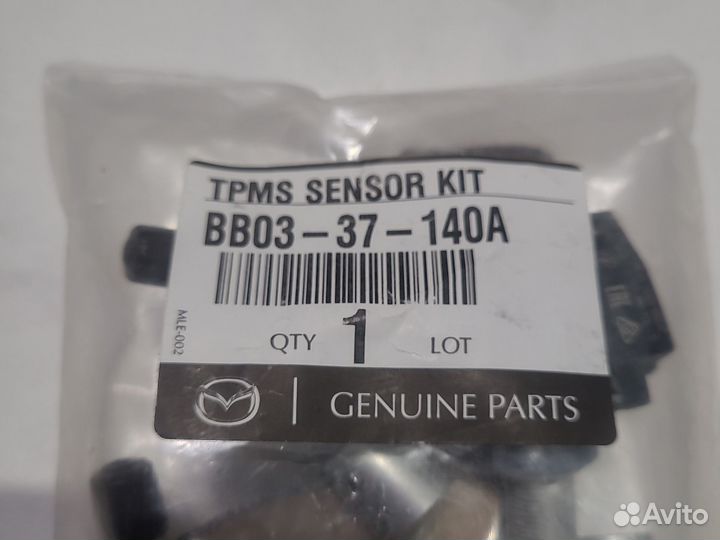 TPMS SENSOR KIT
BB03-37-140A
MLE-002
QTY 1 LOT
GENUINE PARTS
Avito